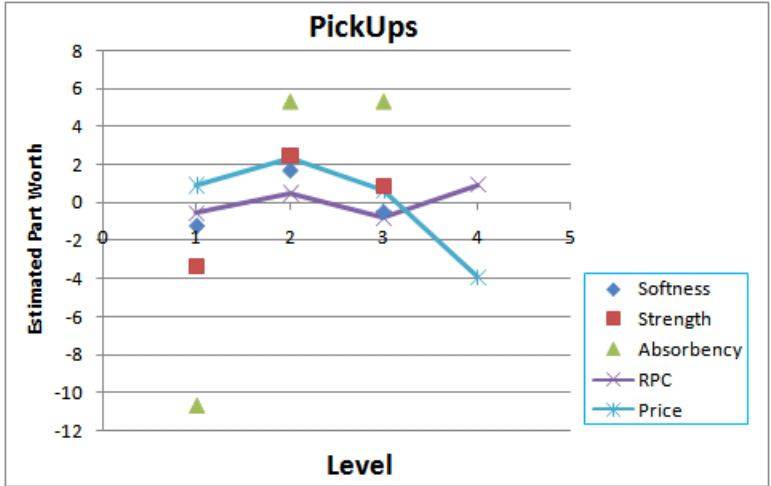 PickUps
8
6
4
2
0
-2
-4
-6
-8
-10
-12
0 1 2 3 4 5
Estimated Part Worth
Level
Softness
Strength
Absorbency
RPC
Price